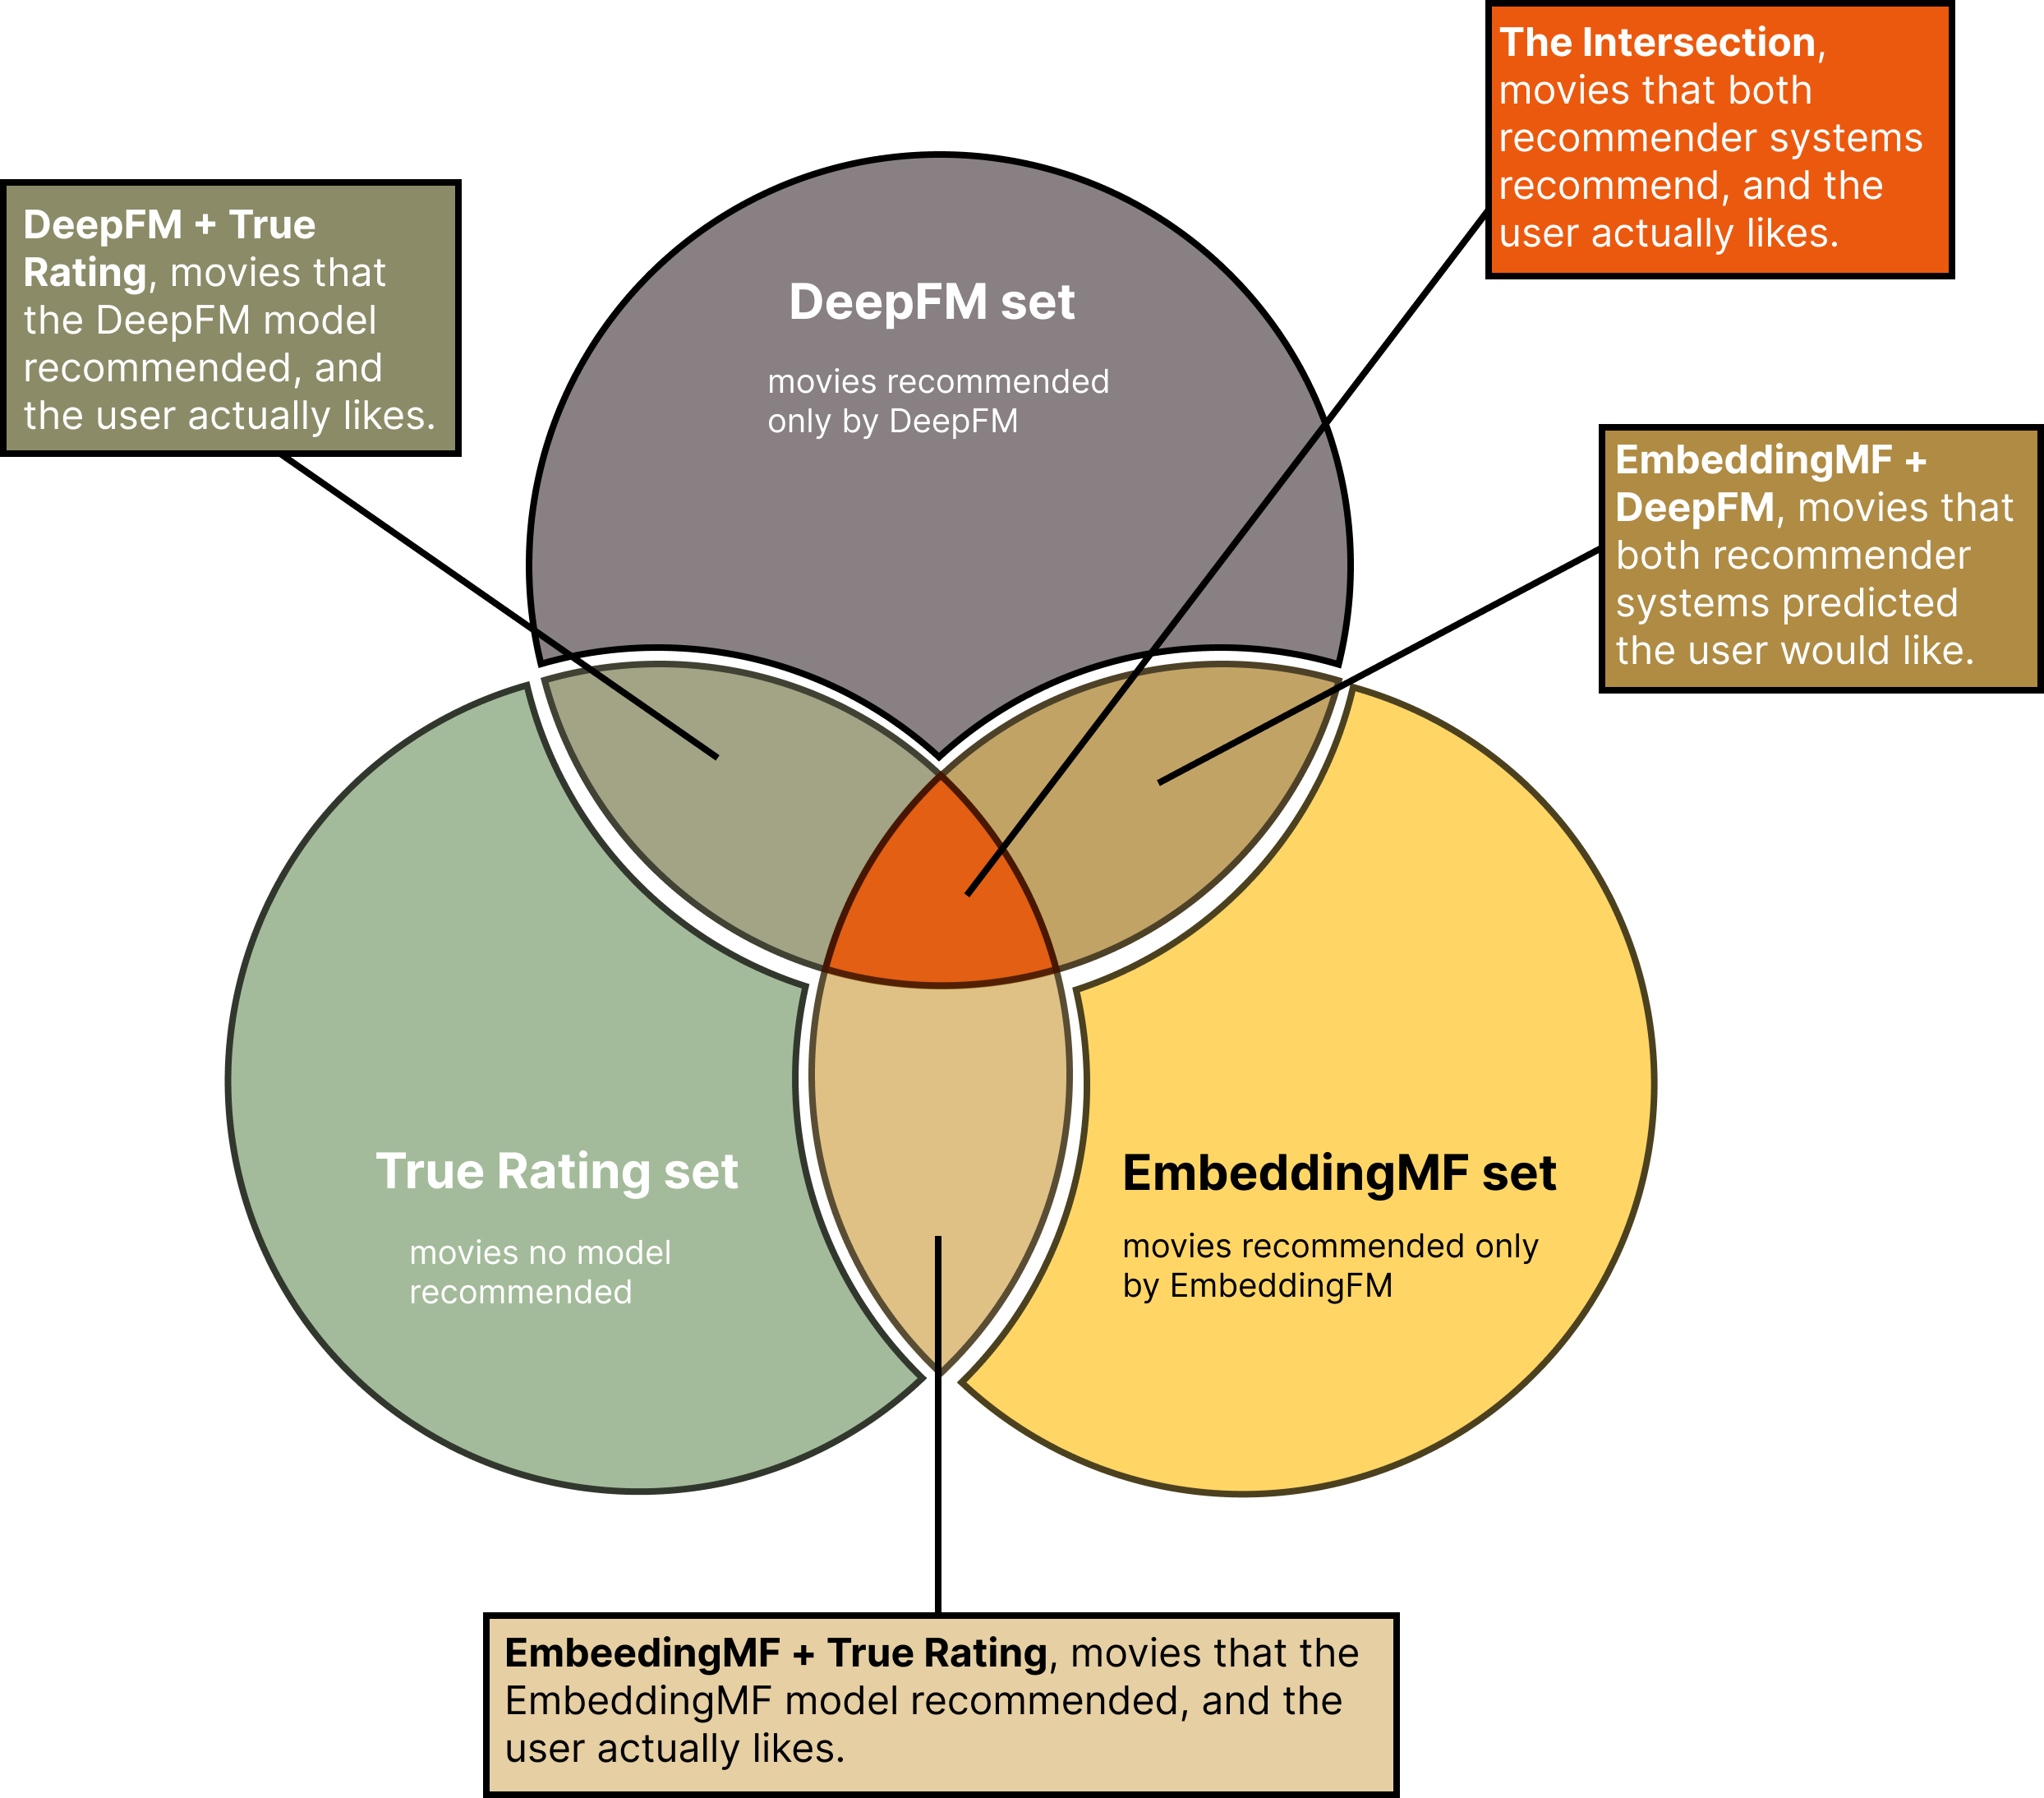 The Intersection,
movies that both
recommender systems
recommend, and the
user actually likes.
DeepFM + True
Rating, movies that
the DeepFM model
recommended, and
the user actually likes.
DeepFM set
movies recommended
only by DeepFM
EmbeddingMF +
DeepFM, movies that
both recommender
systems predicted
the user would like.
True Rating set
movies no model
recommended
EmbeddingMF set
movies recommended only
by EmbeddingFM
EmbeedingMF + True Rating, movies that the
EmbeddingMF model recommended, and the
user actually likes.